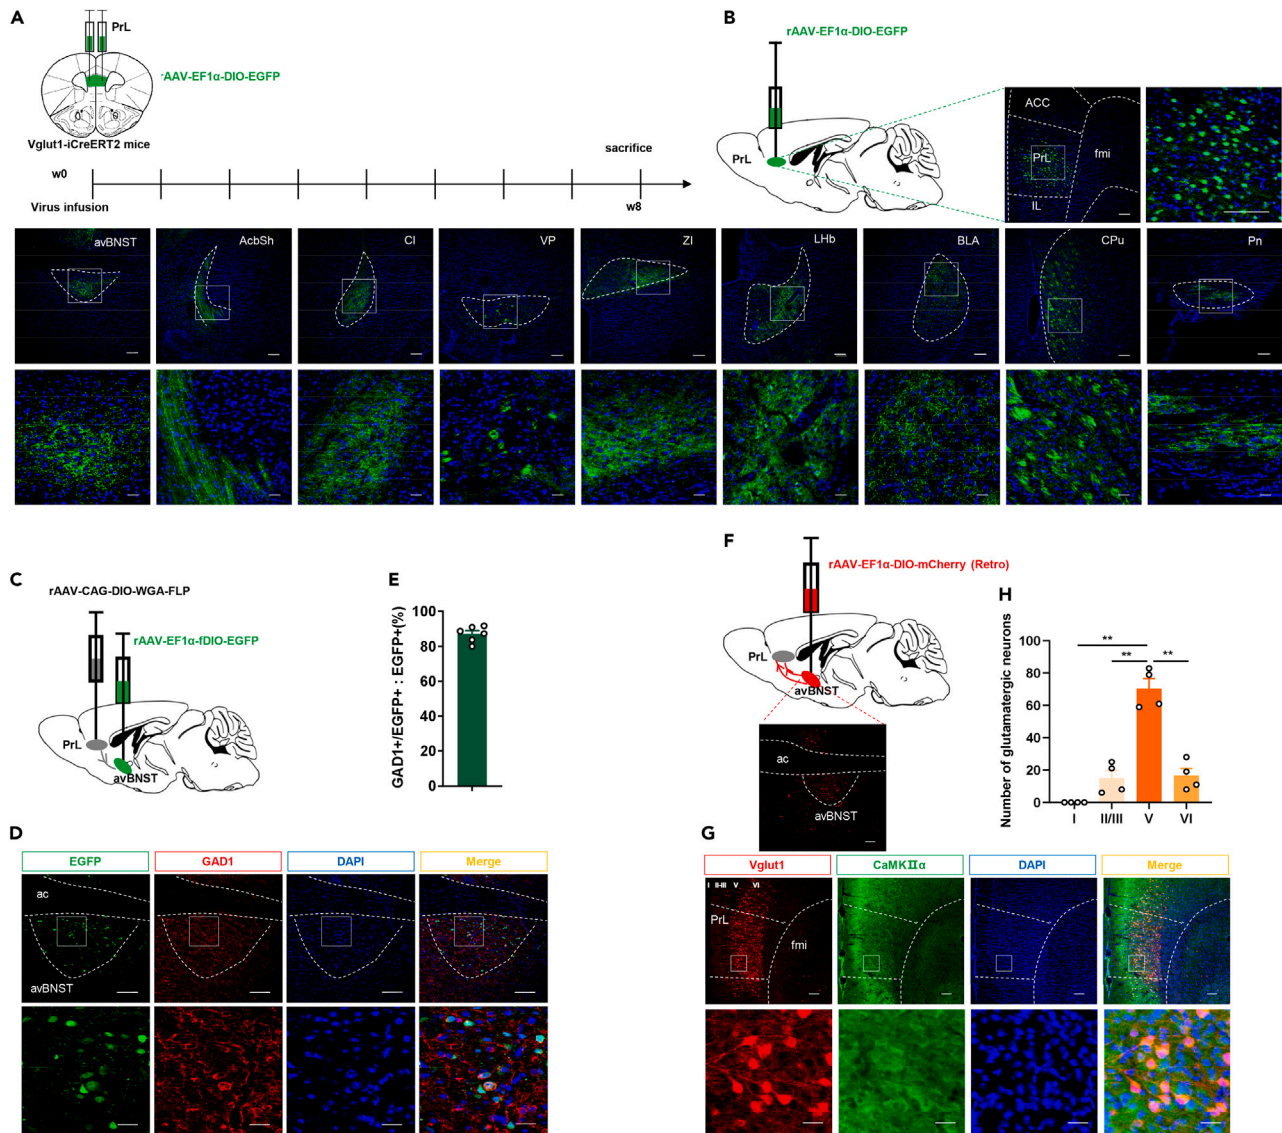 A
PrL
rAAV-EF1α-DIO-EGFP
Vglut1-iCreERT2 mice
w0
sacrifice
Virus infusion
w8
B
rAAV-EF1α-DIO-EGFP
PrL
ACC
PrL
fmi
IL
avBNST
AcbSh
Cl
VP
ZI
LHb
BLA
CPu
Pn
C
rAAV-CAG-DIO-WGA-FLP
rAAV-EF1α-fDIO-EGFP
PrL
avBNST
E
GAD1+/EGFP+ : EGFP+(%)
100
80
60
40
20
0
F
rAAV-EF1α-DIO-mCherry (Retro)
PrL
avBNST
ac
avBNST
H
Number of glutamatergic neurons
100
80
60
40
20
0
**
**
**
I
II/III
V
VI
D
EGFP
GAD1
DAPI
Merge
ac
avBNST
G
Vglut1
CaMKIIα
DAPI
Merge
I II-III V VI
PrL
fmi